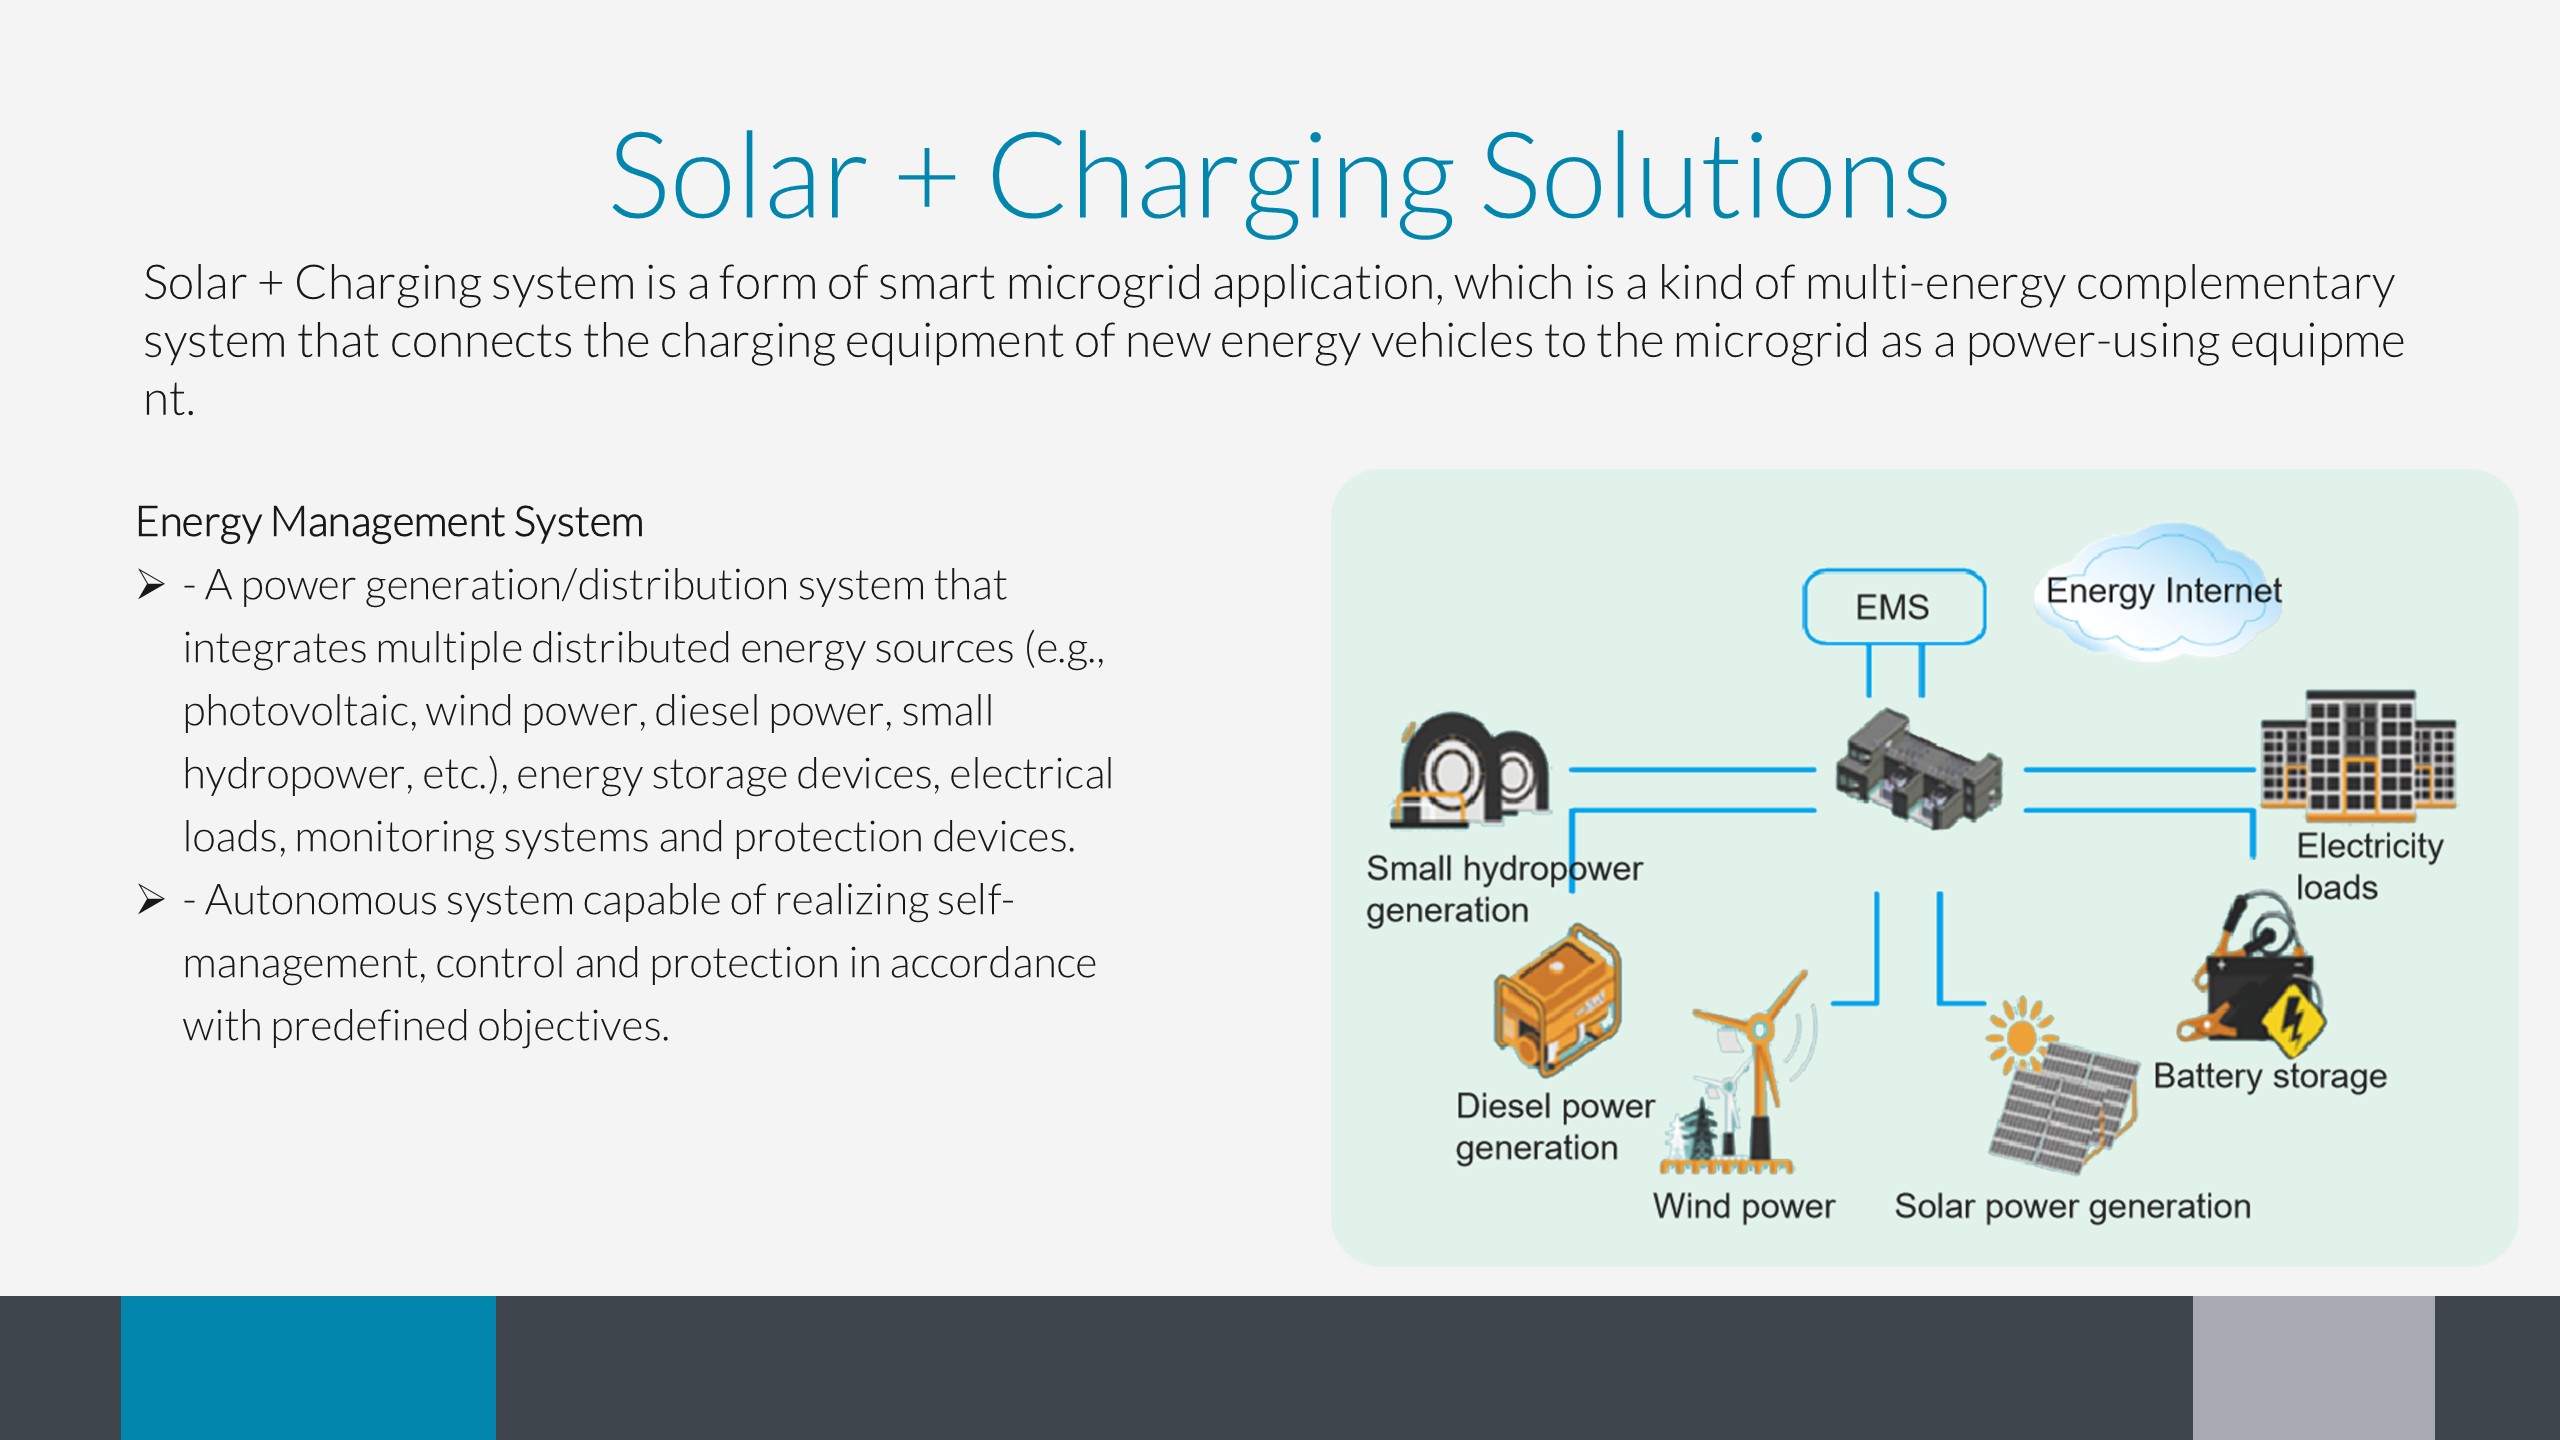 Solar + Charging Solutions
Solar + Charging system is a form of smart microgrid application, which is a kind of multi-energy complementary
system that connects the charging equipment of new energy vehicles to the microgrid as a power-using equipme
nt.
Energy Management System
➢ - A power generation/distribution system that
integrates multiple distributed energy sources (e.g.,
photovoltaic, wind power, diesel power, small
hydropower, etc.), energy storage devices, electrical
loads, monitoring systems and protection devices.
➢ - Autonomous system capable of realizing self-
management, control and protection in accordance
with predefined objectives.
EMS
Energy Internet
Small hydropower
generation
Electricity
loads
Diesel power
generation
Battery storage
Wind power
Solar power generation